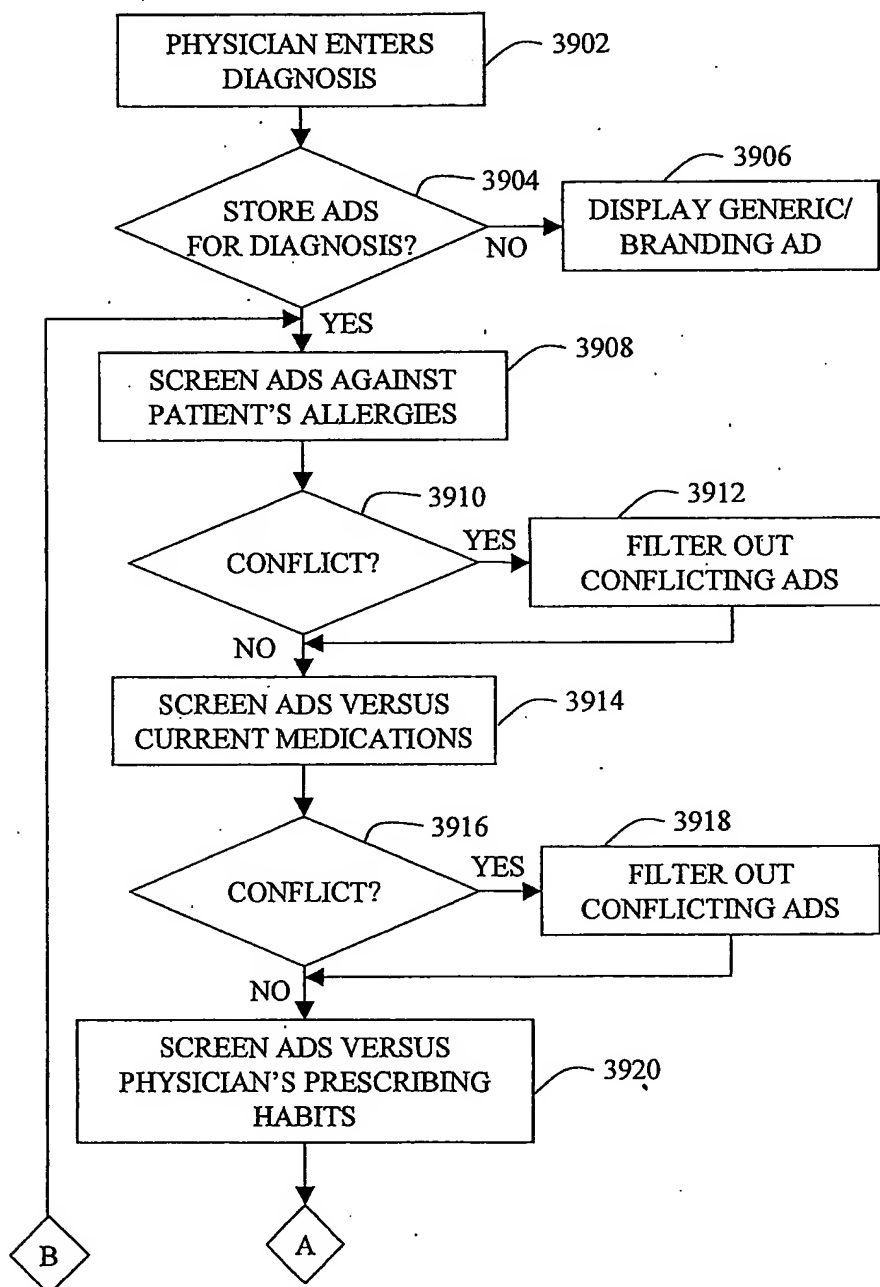 PHYSICIAN ENTERS
DIAGNOSIS
3902
STORE ADS
FOR DIAGNOSIS?
3904
NO
3906
DISPLAY GENERIC/
BRANDING AD
YES
SCREEN ADS AGAINST
PATIENT'S ALLERGIES
3908
CONFLICT?
3910
YES
3912
FILTER OUT
CONFLICTING ADS
NO
SCREEN ADS VERSUS
CURRENT MEDICATIONS
3914
CONFLICT?
3916
YES
3918
FILTER OUT
CONFLICTING ADS
NO
SCREEN ADS VERSUS
PHYSICIAN'S PRESCRIBING
HABITS
3920
B
A